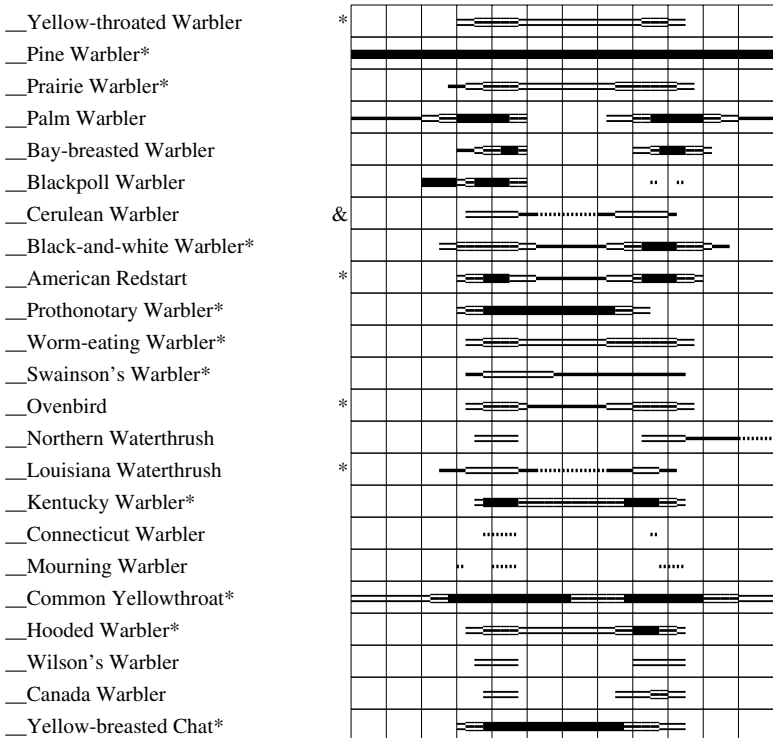 __Yellow-throated Warbler *
__Pine Warbler*
__Prairie Warbler*
__Palm Warbler
__Bay-breasted Warbler
__Blackpoll Warbler
__Cerulean Warbler &
__Black-and-white Warbler*
__American Redstart *
__Prothonotary Warbler*
__Worm-eating Warbler*
__Swainson's Warbler*
__Ovenbird *
__Northern Waterthrush
__Louisiana Waterthrush *
__Kentucky Warbler*
__Connecticut Warbler
__Mourning Warbler
__Common Yellowthroat*
__Hooded Warbler*
__Wilson's Warbler
__Canada Warbler
__Yellow-breasted Chat*